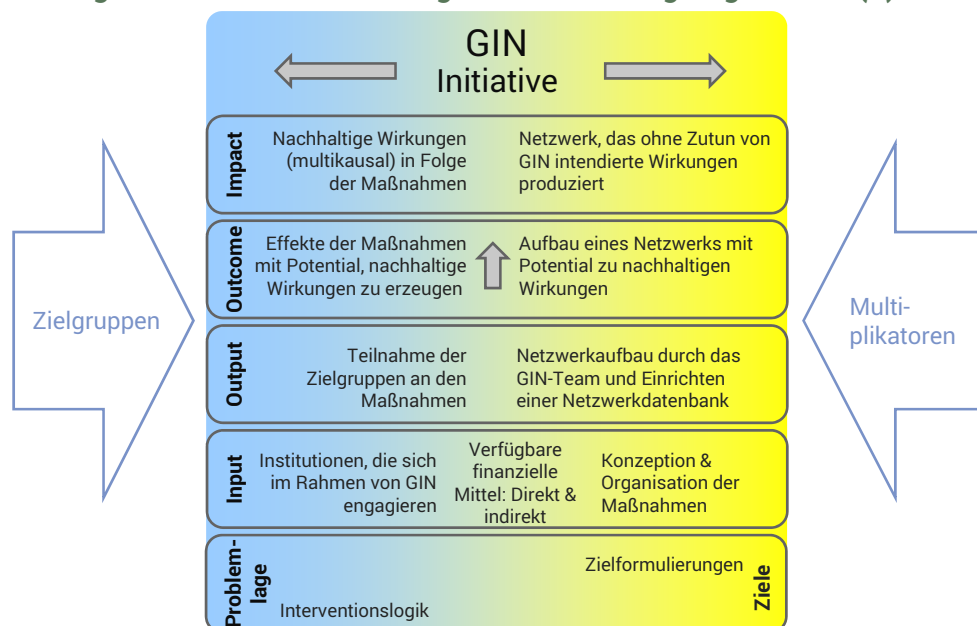 GIN
Initiative
Impact
Nachhaltige Wirkungen
(multikausal) in Folge
der Maßnahmen
Netzwerk, das ohne Zutun von
GIN intendierte Wirkungen
produziert
Outcome
Effekte der Maßnahmen
mit Potential, nachhaltige
Wirkungen zu erzeugen
Aufbau eines Netzwerks mit
Potential zu nachhaltigen
Wirkungen
Zielgruppen
Multi-
plikatoren
Output
Teilnahme der
Zielgruppen an den
Maßnahmen
Netzwerkaufbau durch das
GIN-Team und Einrichten
einer Netzwerkdatenbank
Input
Institutionen, die sich
im Rahmen von GIN
engagieren
Verfügbare
finanzielle
Mittel: Direkt &
indirekt
Konzeption &
Organisation der
Maßnahmen
Problem-
lage
Interventionslogik
Zielformulierungen
Ziele